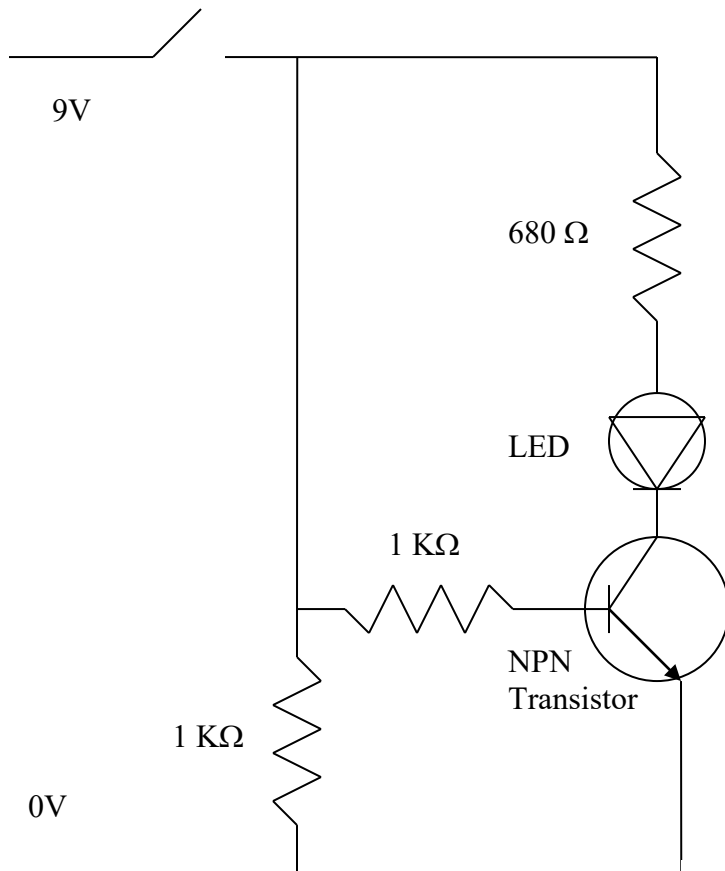 9V
680 Ω
LED
1 KΩ
NPN
Transistor
1 KΩ
0V